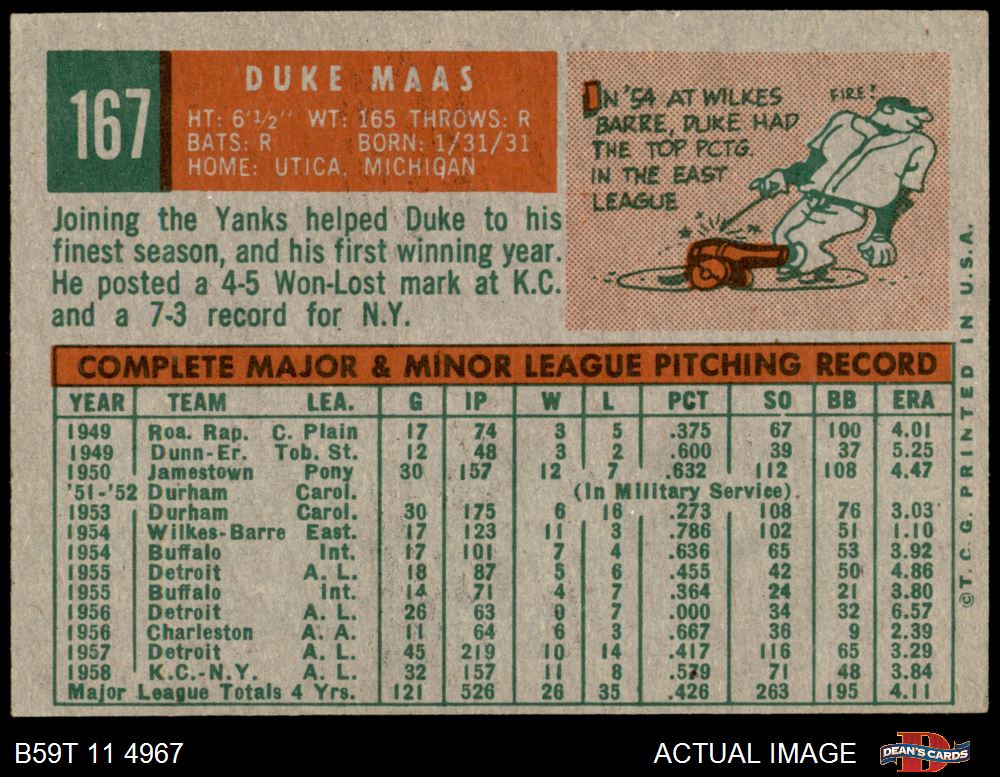 167
DUKE MAAS
HT: 6'1/2" WT: 165 THROWS: R
BATS: R BORN: 1/31/31
HOME: UTICA, MICHIGAN
IN '54 AT WILKES
BARRE, DUKE HAD
THE TOP PCTG.
IN THE EAST
LEAGUE
FIRE!
Joining the Yanks helped Duke to his
finest season, and his first winning year.
He posted a 4-5 Won-Lost mark at K.C.
and a 7-3 record for N.Y.
COMPLETE MAJOR & MINOR LEAGUE PITCHING RECORD
YEAR TEAM LEA. G IP W L PCT SO BB ERA
1949 Roa. Rap. C. Plain 17 74 3 5 .375 67 100 4.01
1949 Dunn-Er. Tob. St. 12 48 3 2 .600 39 37 5.25
1950 Jamestown Pony 30 157 12 7 .632 112 108 4.47
'51-'52 Durham Carol. (In Military Service).
1953 Durham Carol. 30 175 6 16 .273 108 76 3.03
1954 Wilkes-Barre East. 17 123 11 3 .786 102 51 1.10
1954 Buffalo Int. 17 101 7 4 .636 65 53 3.92
1955 Detroit A. L. 18 87 5 6 .455 42 50 4.86
1955 Buffalo Int. 14 71 4 7 .364 24 21 3.80
1956 Detroit A. L. 26 63 0 7 .000 34 32 6.57
1956 Charleston A. A. 11 64 6 3 .667 36 9 2.39
1957 Detroit A. L. 45 219 10 14 .417 116 65 3.29
1958 K.C.-N.Y. A. L. 32 157 11 8 .579 71 48 3.84
Major League Totals 4 Yrs. 121 526 26 35 .426 263 195 4.11
©T. C. G. PRINTED IN U.S.A.
B59T 11 4967
ACTUAL IMAGE
D
DEAN'S CARDS